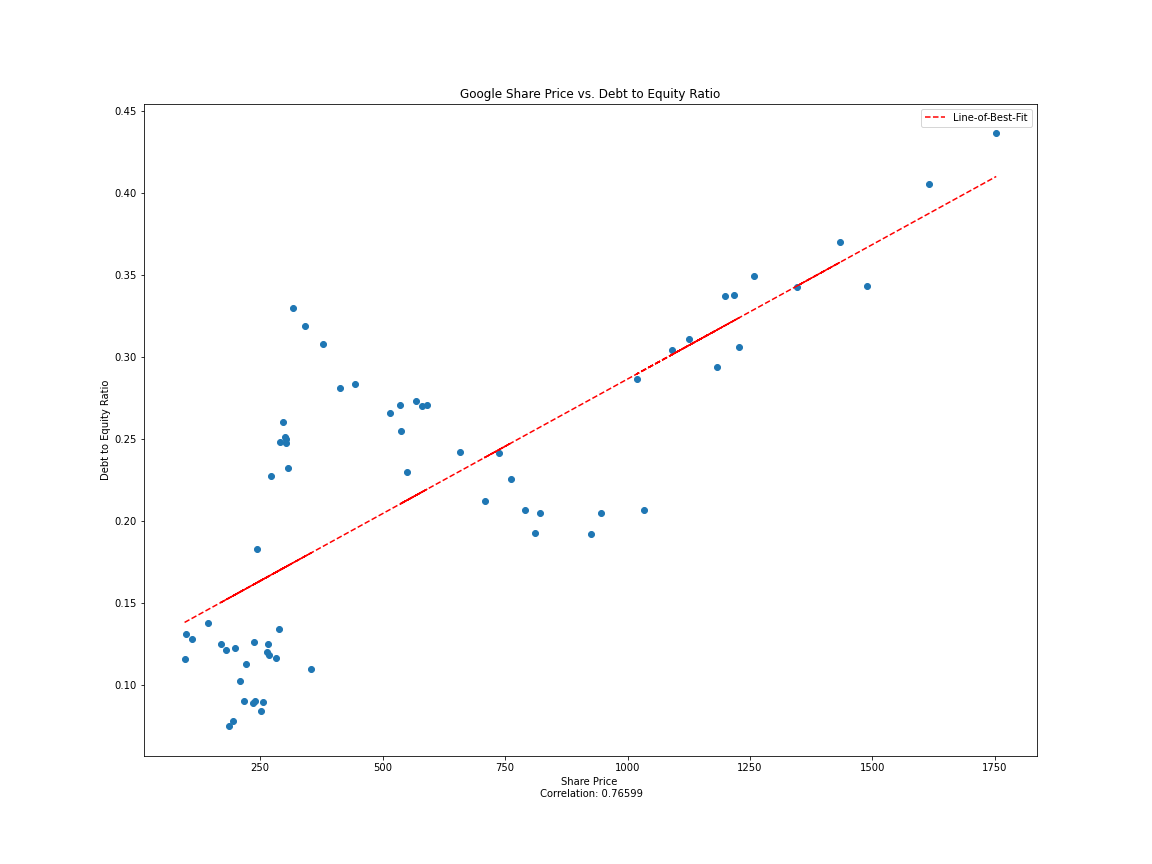 Google Share Price vs. Debt to Equity Ratio
Line-of-Best-Fit
Debt to Equity Ratio
0.45
0.40
0.35
0.30
0.25
0.20
0.15
0.10
250 500 750 1000 1250 1500 1750
Share Price
Correlation: 0.76599